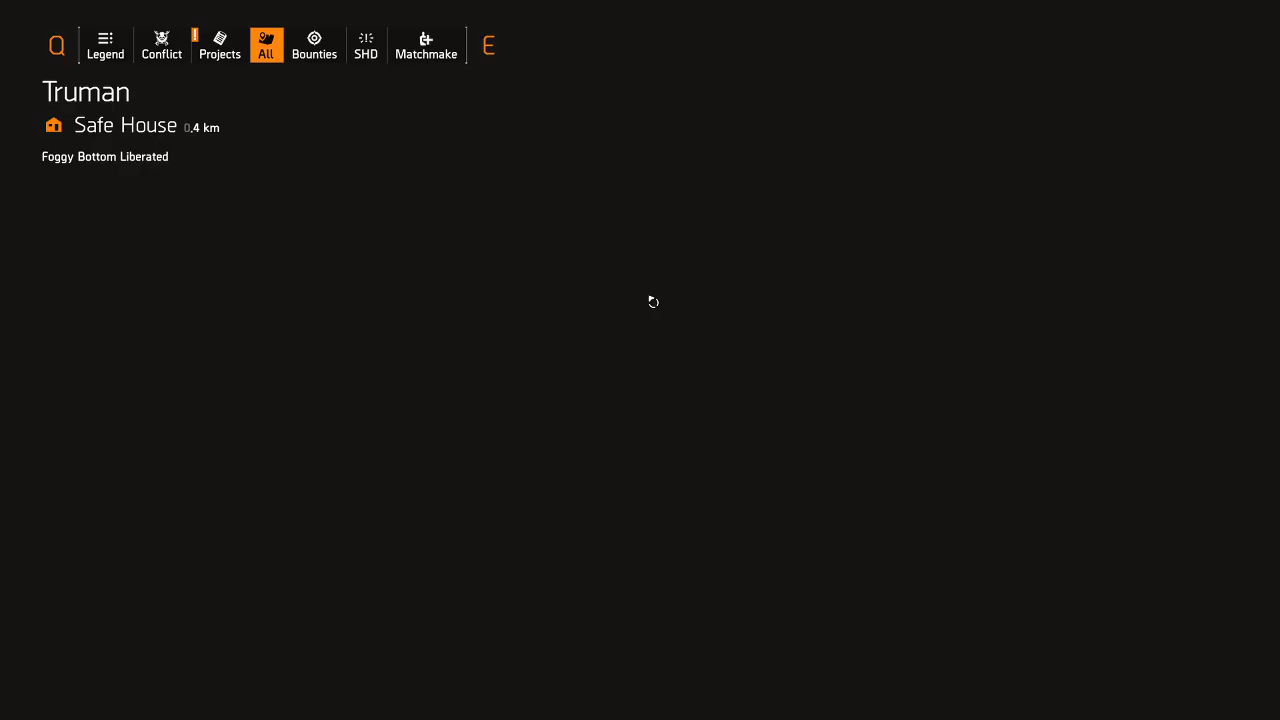 Q Legend Conflict Projects All Bounties SHD Matchmake E
Truman
Safe House 0.4 km
Foggy Bottom Liberated